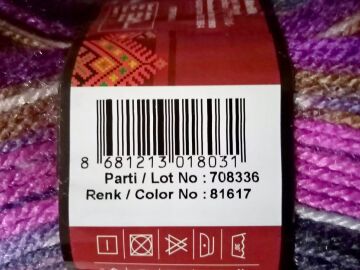 8 681213 018031
Parti / Lot No : 708336
Renk / Color No : 81617